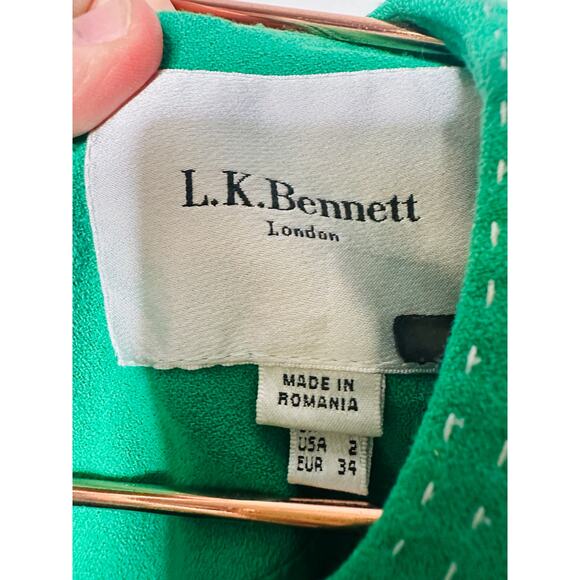 L.K.Bennett
London
MADE IN
ROMANIA
USA 2
EUR 34